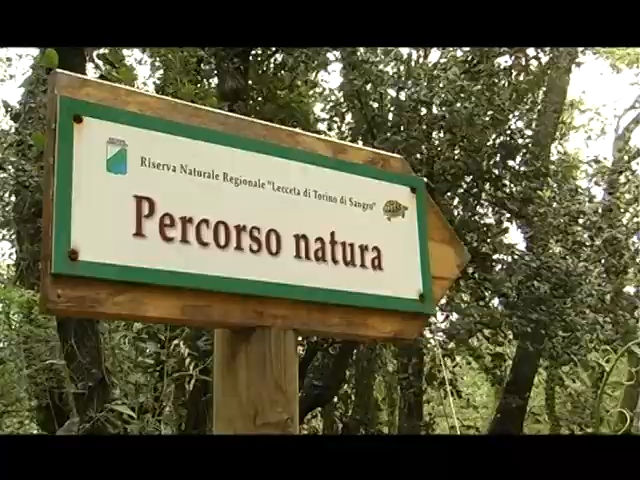 Riserva Naturale Regionale "Lecceta di Torino di Sangro"
Percorso natura